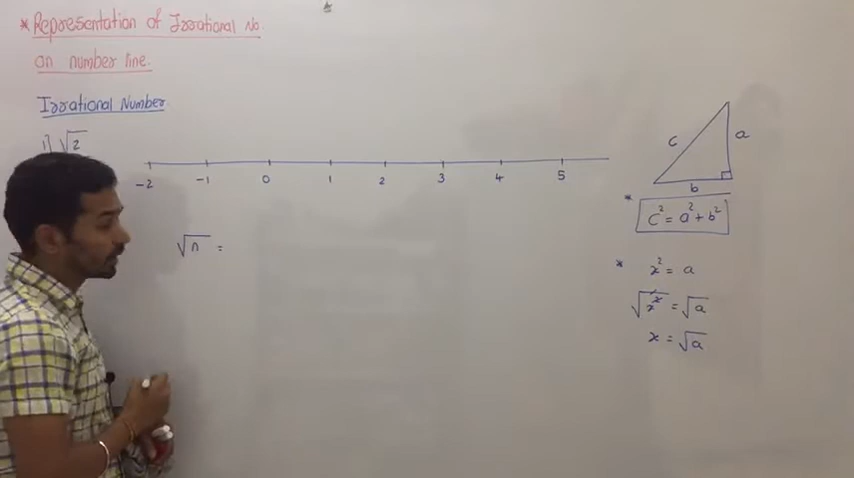 * Representation of Irrational No.
on number line.
Irrational Number
1] √2
-2 -1 0 1 2 3 4 5
√n =
c a
b
* c² = a² + b²
* x² = a
√x² = √a
x = √a